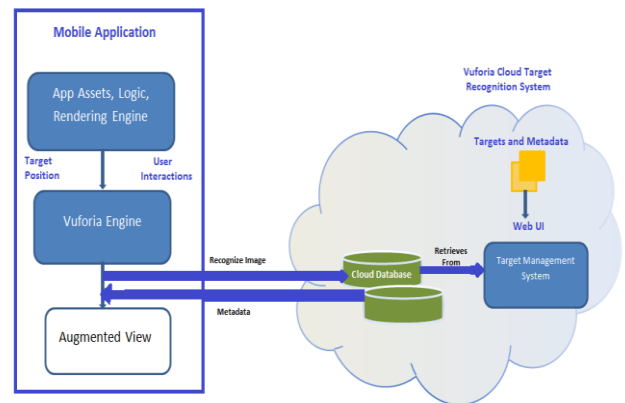 Mobile Application
App Assets, Logic,
Rendering Engine
Target
Position
User
Interactions
Vuforia Engine
Augmented View
Recognize Image
Metadata
Vuforia Cloud Target
Recognition System
Targets and Metadata
Web UI
Cloud Database
Retrieves
From
Target Management
System